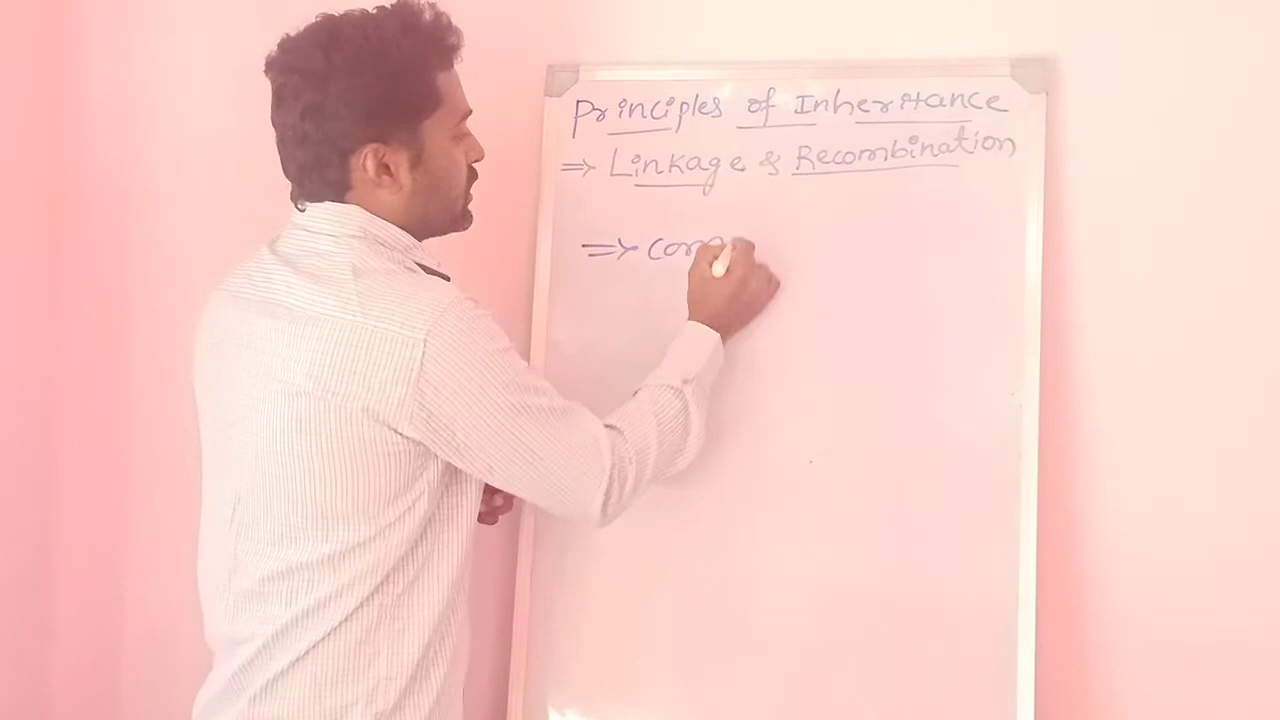 Principles of Inheritance
⇒ Linkage & Recombination